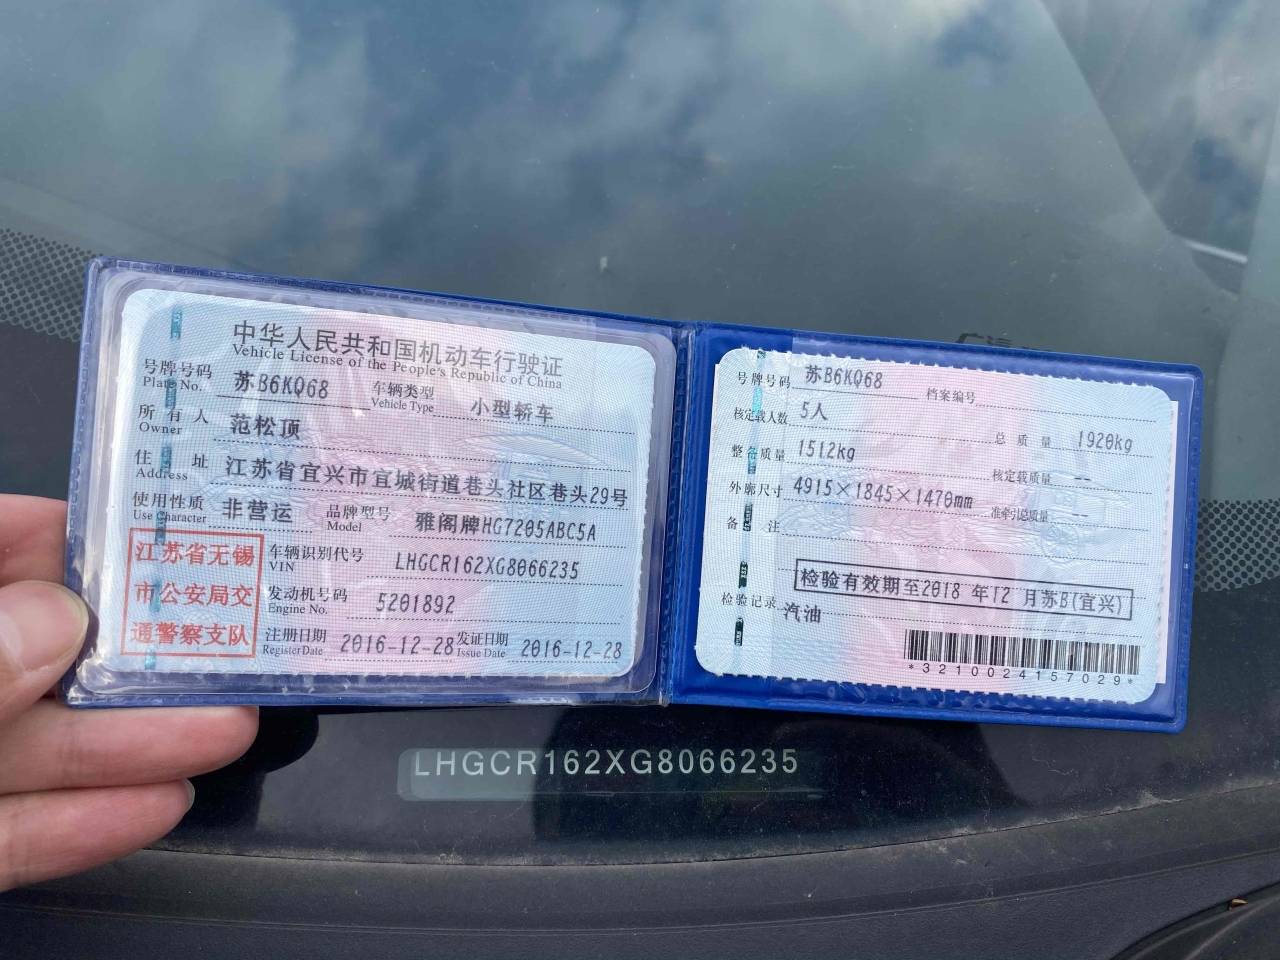 中华人民共和国机动车行驶证
Vehicle License of the People's Republic of China
号牌号码 苏B6KQ68 车辆类型 小型轿车
Plate No. Vehicle Type
所有人 范松顶
Owner
住址 江苏省宜兴市宜城街道巷头社区巷头29号
Address
使用性质 非营运 品牌型号 雅阁牌HG7205ABC5A
Use Character Model
江苏省无锡
市公安局交
通警察支队
车辆识别代号 LHGCR162XG8066235
VIN
发动机号码 5201892
Engine No.
注册日期 2016-12-28 发证日期 2016-12-28
Register Date Issue Date
号牌号码 苏B6KQ68 档案编号
核定载人数 5人 总质量 1920kg
整备质量 1512kg 核定载质量 --
外廓尺寸 4915×1845×1470mm 准牵引总质量 --
备注
检验有效期至2018年12月苏B(宜兴)
检验记录 汽油
*3210024157029*
LHGCR162XG8066235
广汽